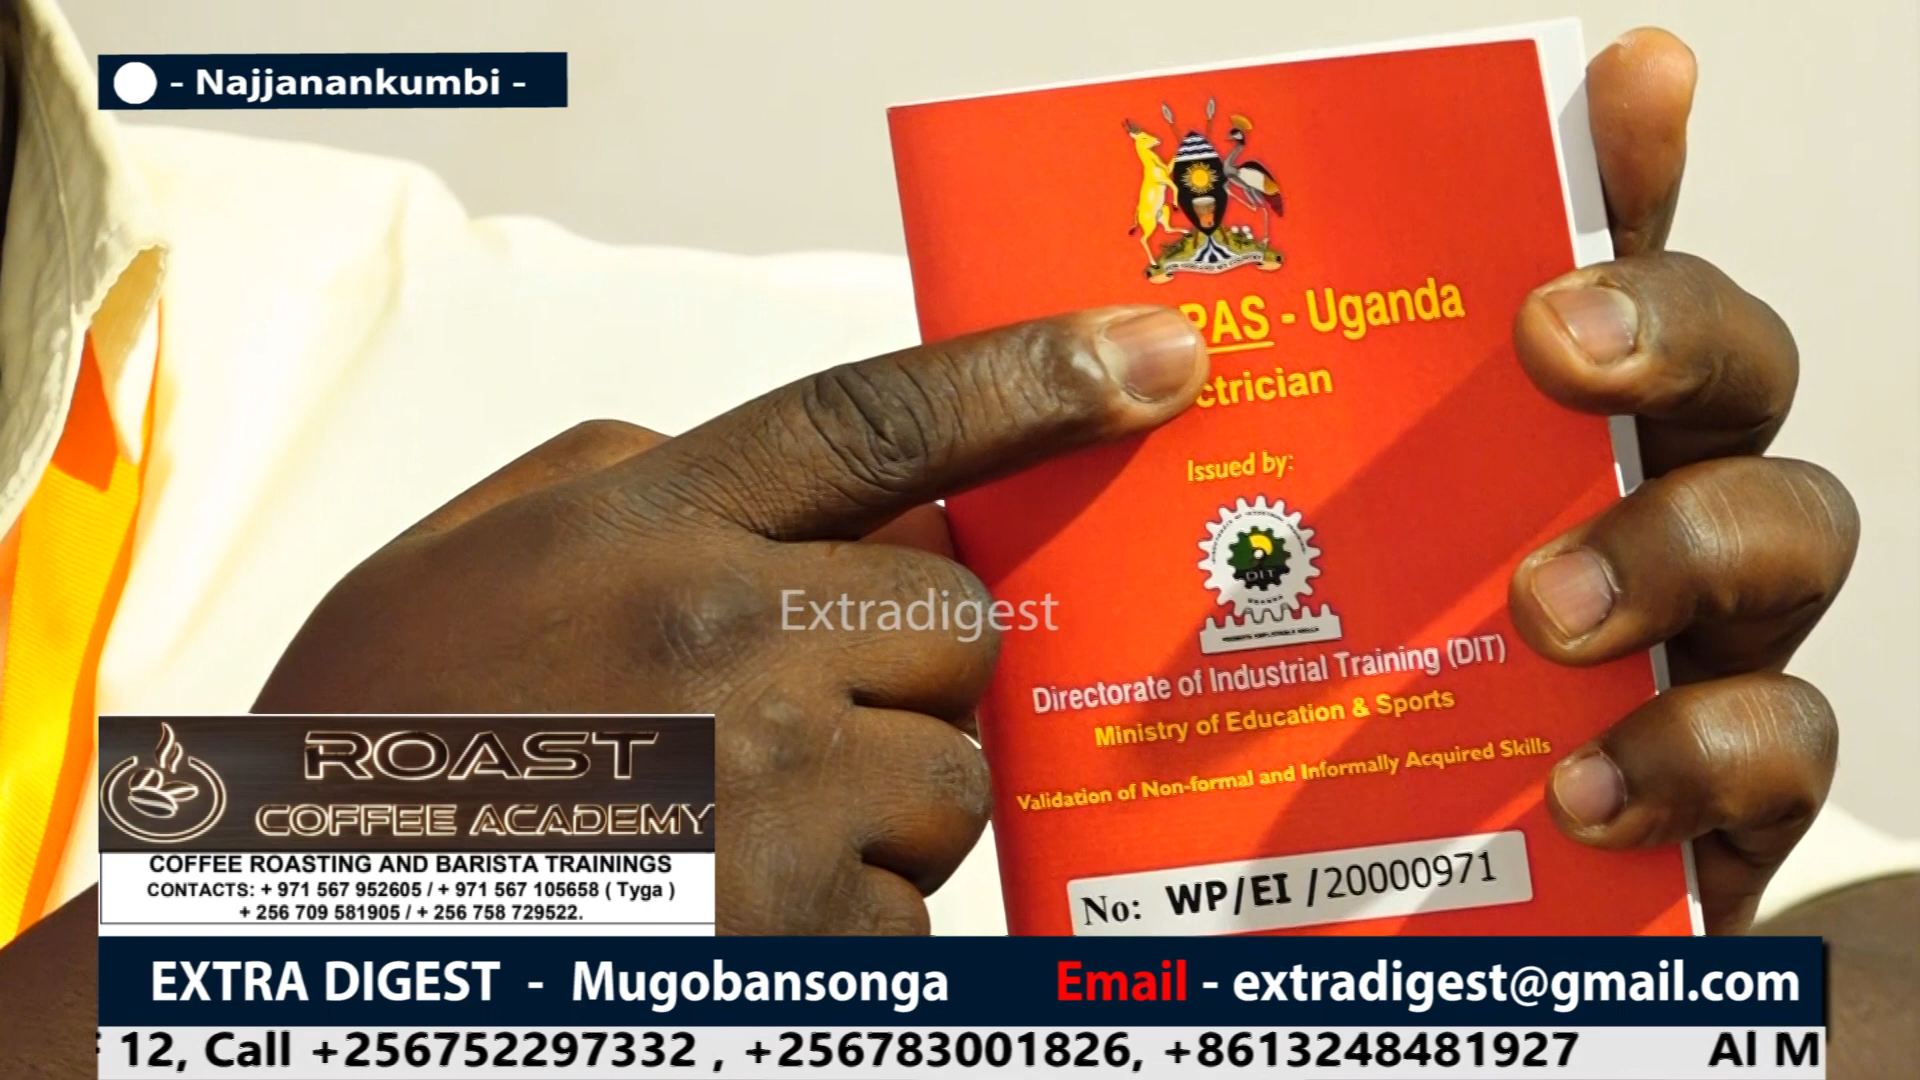 - Najjanankumbi -
PAS - Uganda
ctrician
Issued by:
DIT
Directorate of Industrial Training (DIT)
Ministry of Education & Sports
Validation of Non-formal and Informally Acquired Skills
No: WP/EI /20000971
Extradigest
ROAST
COFFEE ACADEMY
COFFEE ROASTING AND BARISTA TRAININGS
CONTACTS: + 971 567 952605 / + 971 567 105658 ( Tyga )
+ 256 709 581905 / + 256 758 729522.
EXTRA DIGEST - Mugobansonga Email - extradigest@gmail.com
12, Call +256752297332 , +256783001826, +8613248481927 Al M